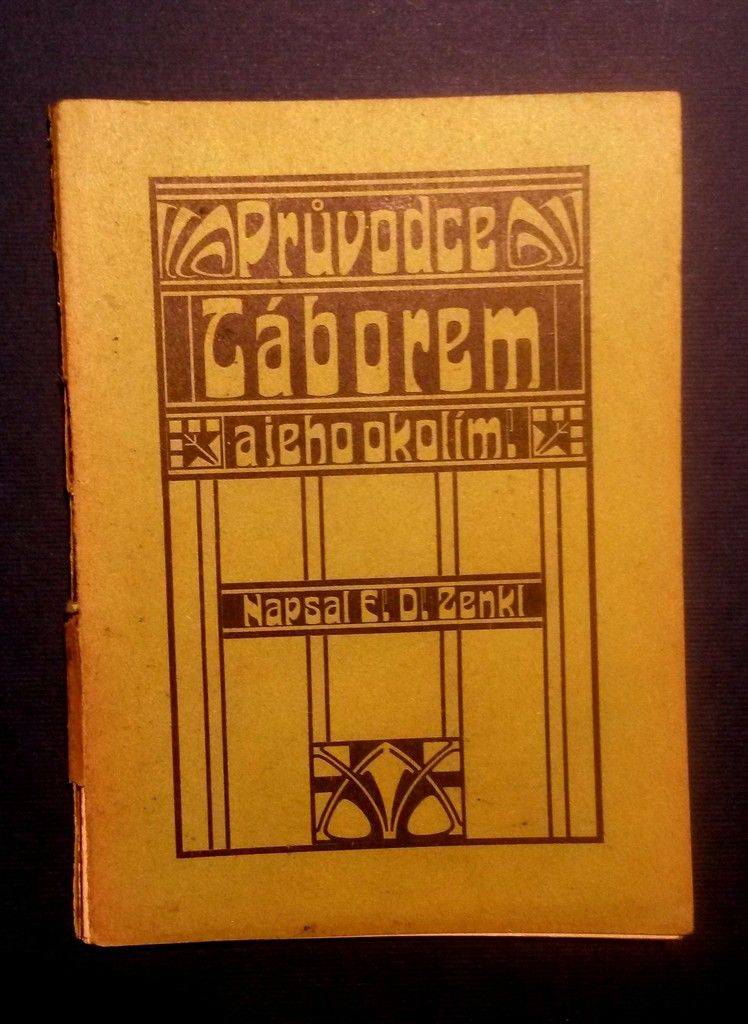 Průvodce
Táborem
a jeho okolím.
Napsal F. D. Zenkl